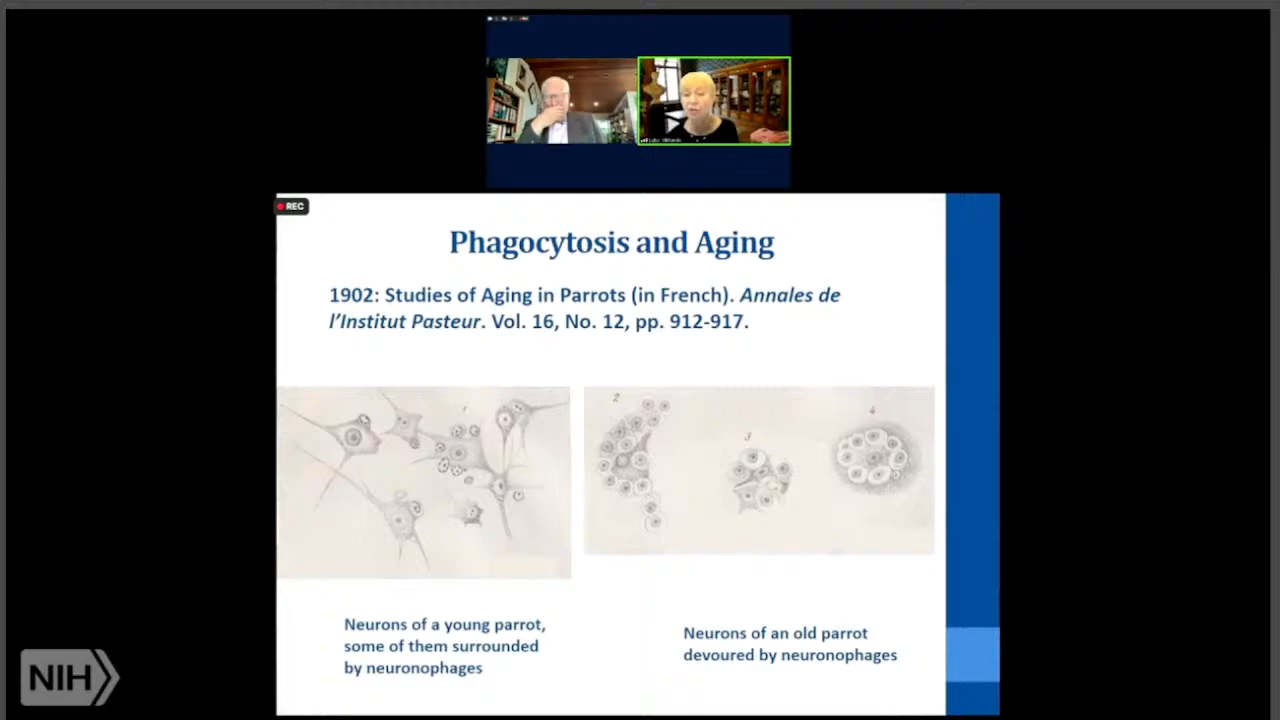 REC
Phagocytosis and Aging
1902: Studies of Aging in Parrots (in French). Annales de
l'Institut Pasteur. Vol. 16, No. 12, pp. 912-917.
1
2
3
4
Neurons of a young parrot,
some of them surrounded
by neuronophages
Neurons of an old parrot
devoured by neuronophages
NIH